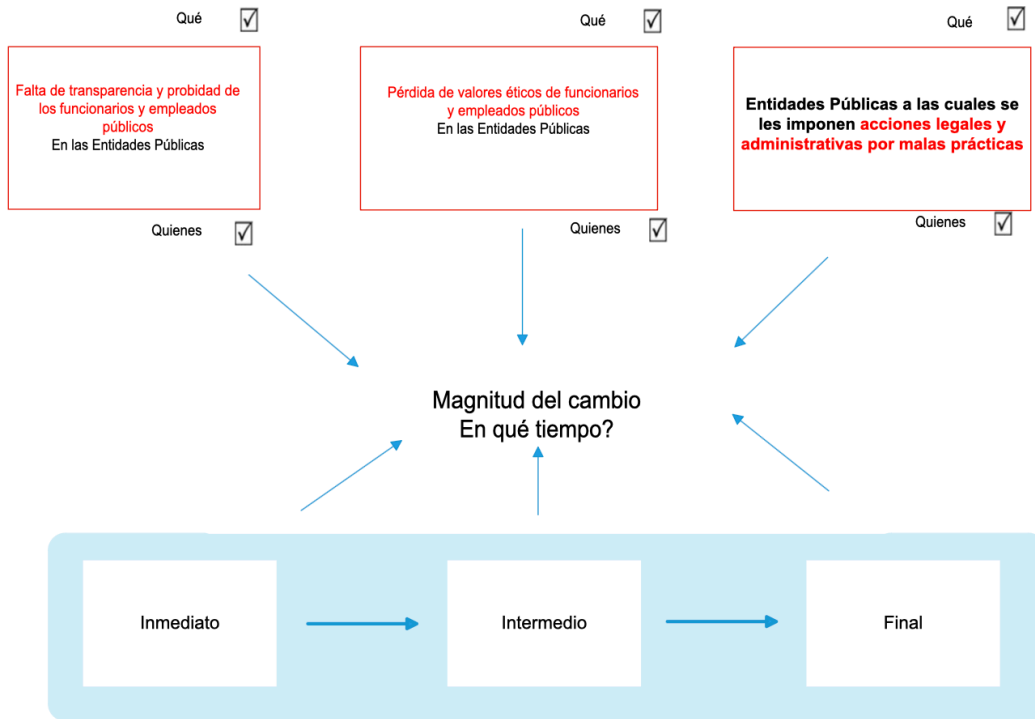 Qué
Qué
Qué
Falta de transparencia y probidad de
los funcionarios y empleados
públicos
En las Entidades Públicas
Pérdida de valores éticos de funcionarios
y empleados públicos
En las Entidades Públicas
Entidades Públicas a las cuales se
les imponen acciones legales y
administrativas por malas prácticas
Quienes
Quienes
Quienes
Magnitud del cambio
En qué tiempo?
Inmediato
Intermedio
Final